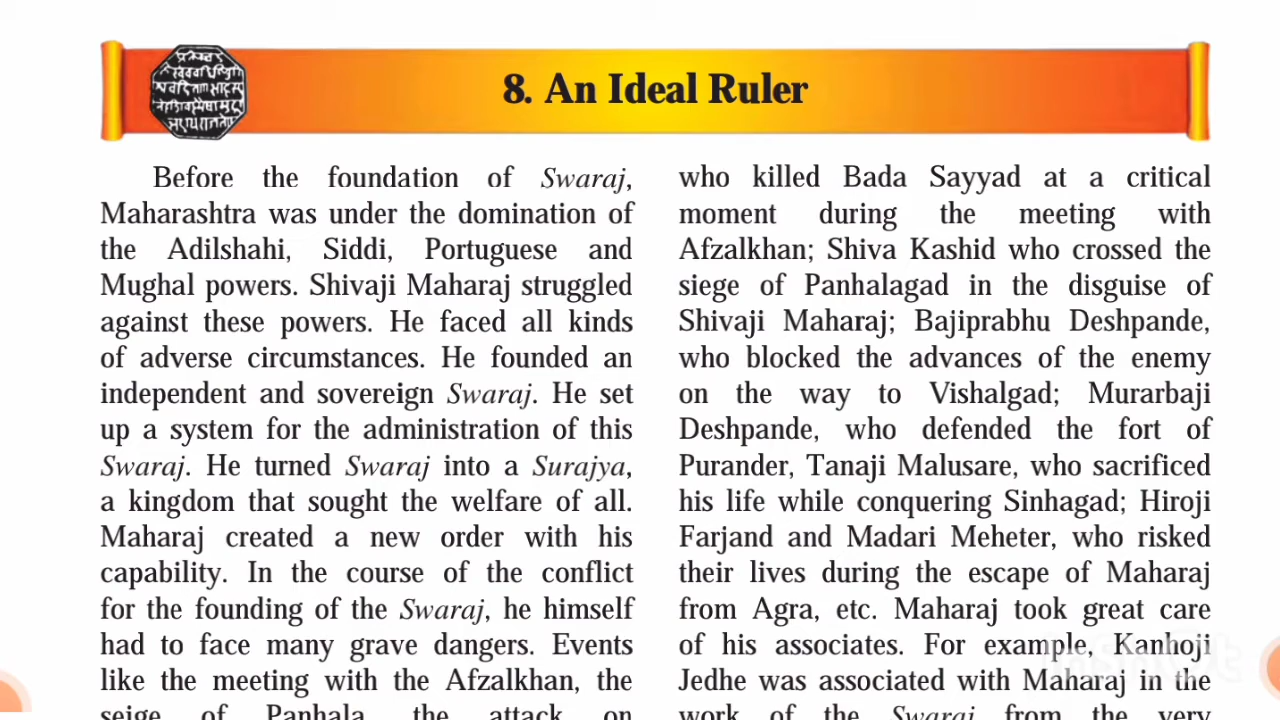 8. An Ideal Ruler
Before the foundation of Swaraj,
Maharashtra was under the domination of
the Adilshahi, Siddi, Portuguese and
Mughal powers. Shivaji Maharaj struggled
against these powers. He faced all kinds
of adverse circumstances. He founded an
independent and sovereign Swaraj. He set
up a system for the administration of this
Swaraj. He turned Swaraj into a Surajya,
a kingdom that sought the welfare of all.
Maharaj created a new order with his
capability. In the course of the conflict
for the founding of the Swaraj, he himself
had to face many grave dangers. Events
like the meeting with the Afzalkhan, the
seige of Panhala, the attack on
who killed Bada Sayyad at a critical
moment during the meeting with
Afzalkhan; Shiva Kashid who crossed the
siege of Panhalagad in the disguise of
Shivaji Maharaj; Bajiprabhu Deshpande,
who blocked the advances of the enemy
on the way to Vishalgad; Murarbaji
Deshpande, who defended the fort of
Purander, Tanaji Malusare, who sacrificed
his life while conquering Sinhagad; Hiroji
Farjand and Madari Meheter, who risked
their lives during the escape of Maharaj
from Agra, etc. Maharaj took great care
of his associates. For example, Kanhoji
Jedhe was associated with Maharaj in the
work of the Swaraj from the very